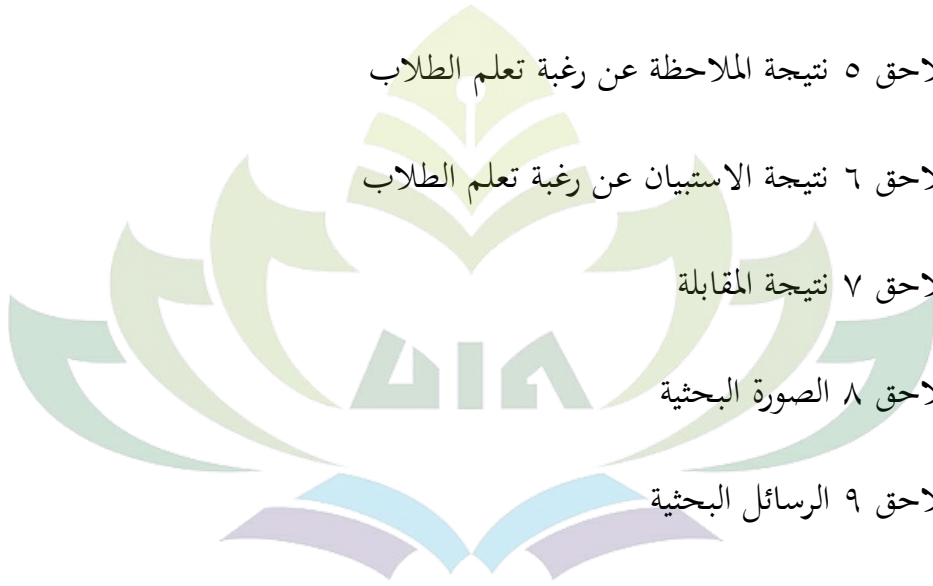 لاحق ٥ نتيجة الملاحظة عن رغبة تعلم الطلاب
لاحق ٦ نتيجة الاستبيان عن رغبة تعلم الطلاب
لاحق ٧ نتيجة المقابلة
لاحق ٨ الصورة البحثية
لاحق ٩ الرسائل البحثية